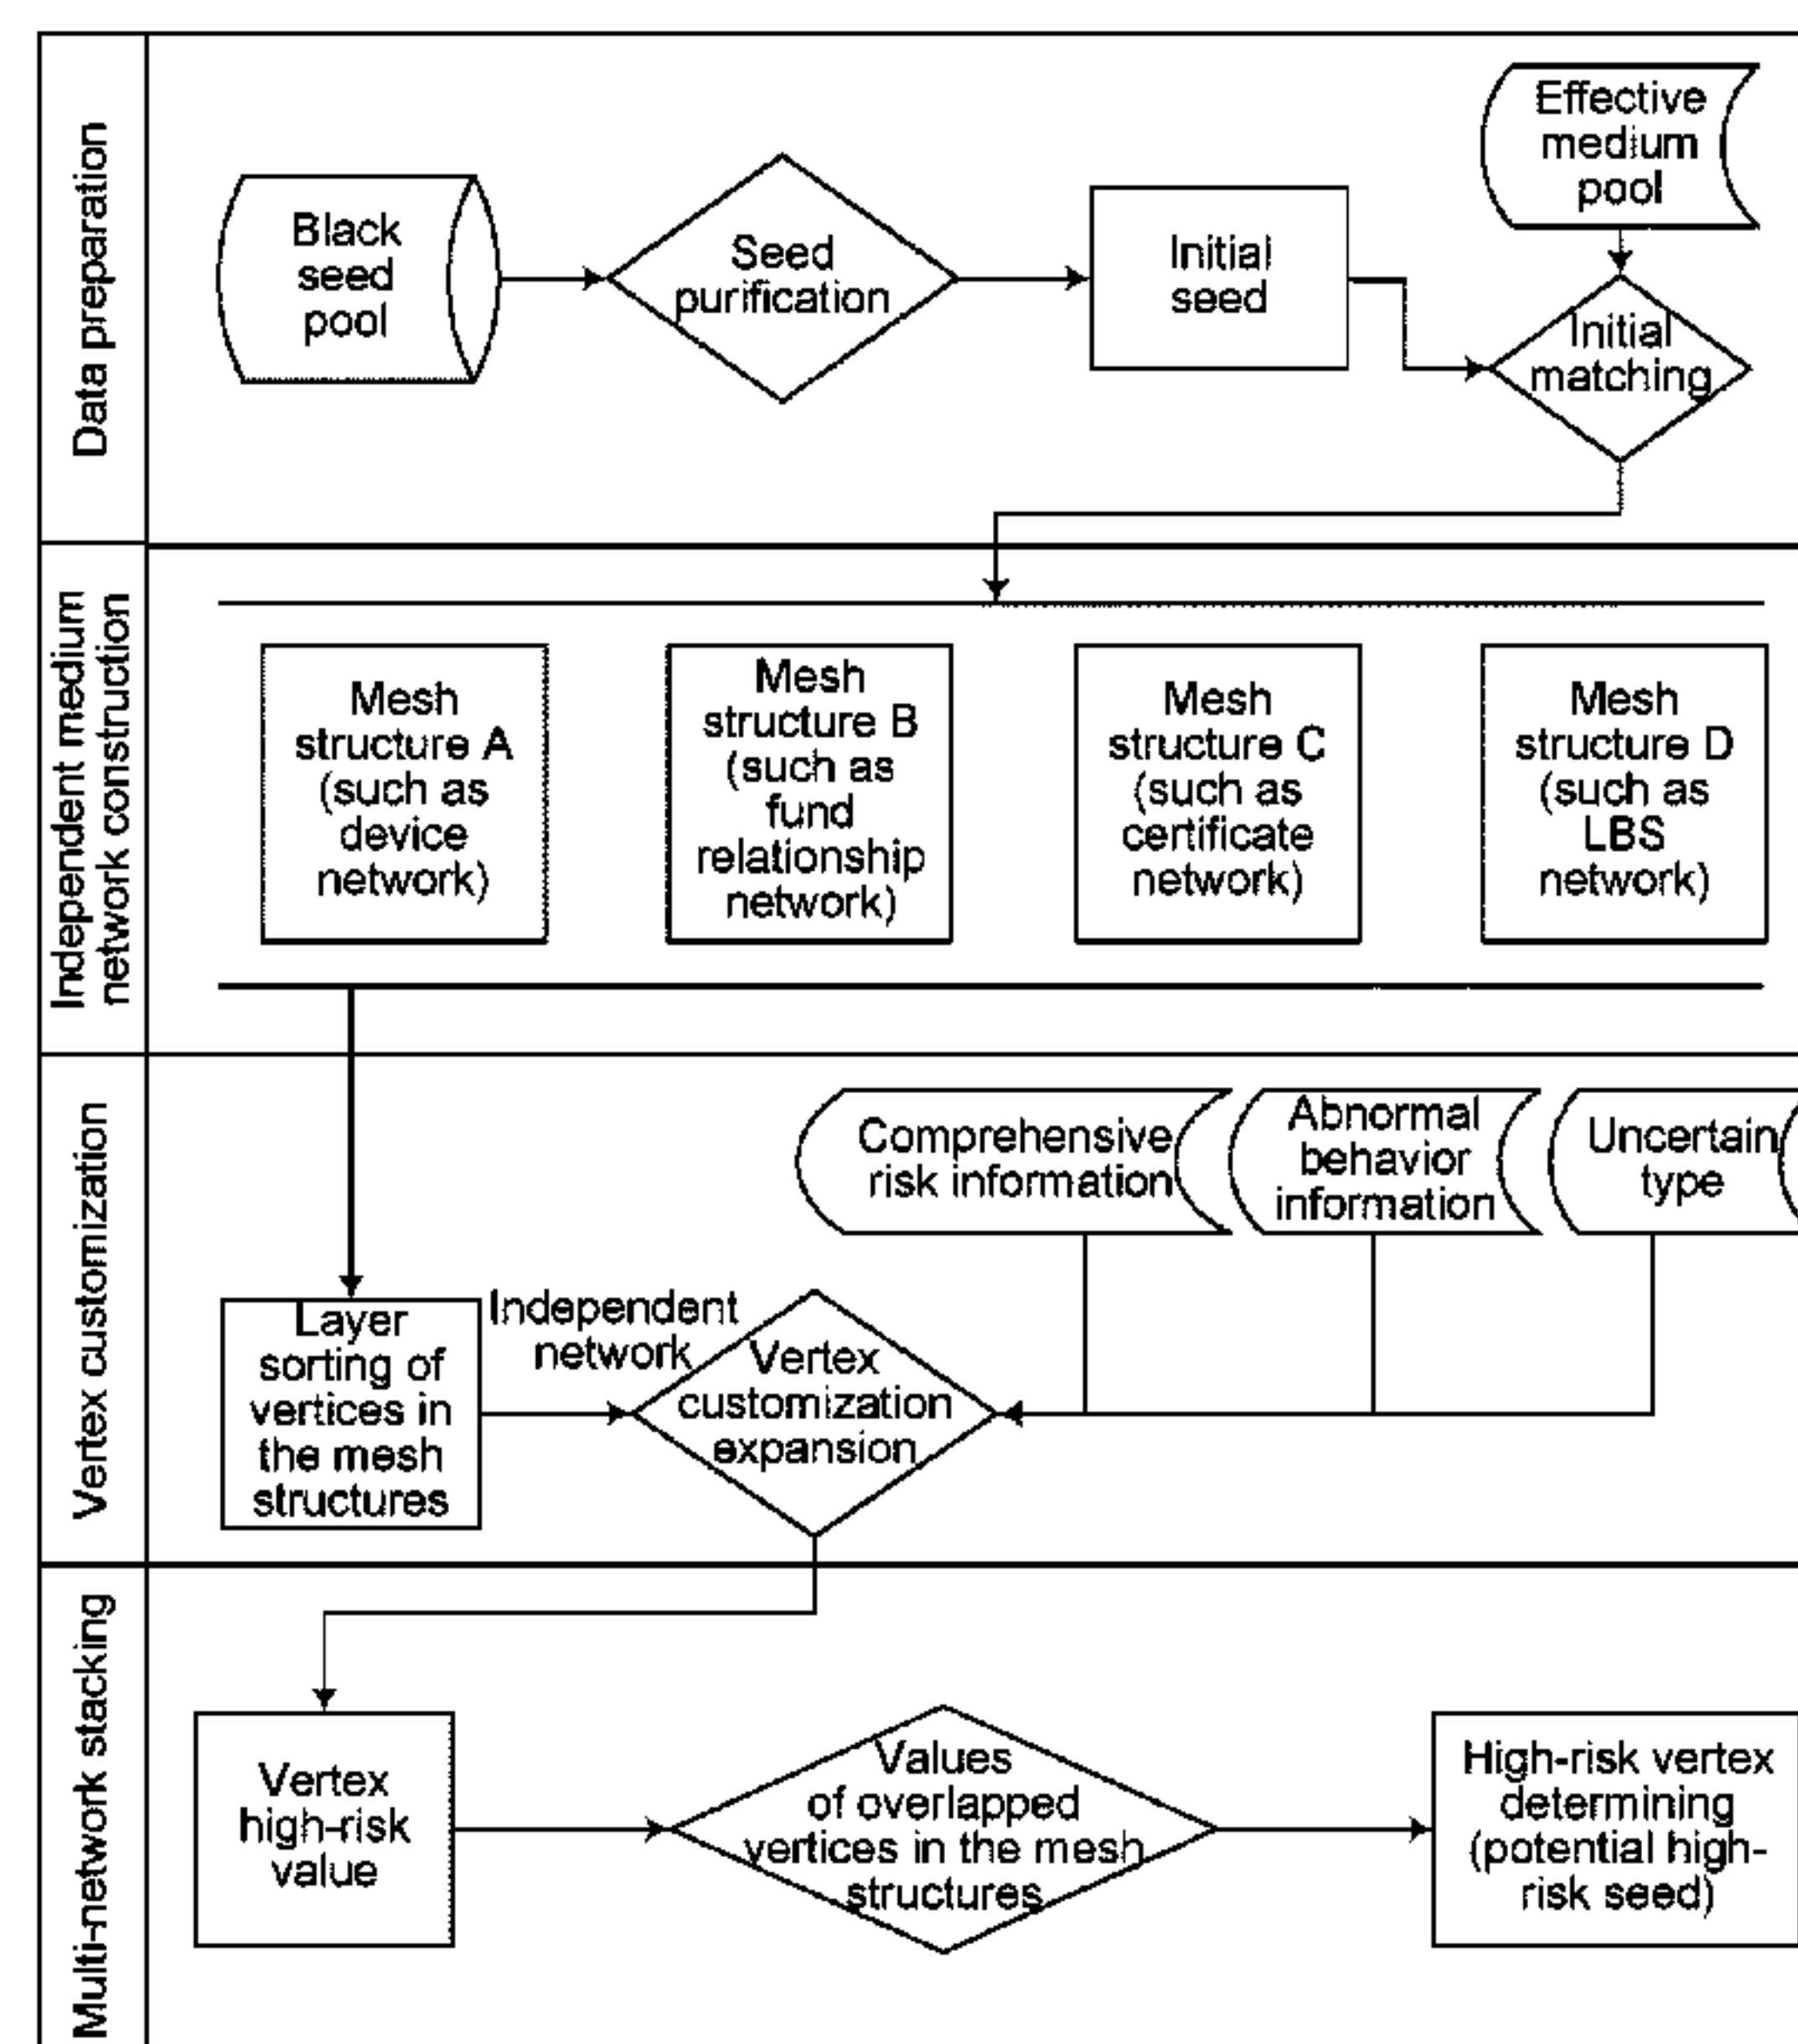 Data preparation
Black
seed
pool
Seed
purification
Initial
seed
Effective
medium
pool
Initial
matching
Independent medium
network construction
Mesh
structure A
(such as
device
network)
Mesh
structure B
(such as
fund
relationship
network)
Mesh
structure C
(such as
certificate
network)
Mesh
structure D
(such as
LBS
network)
Vertex customization
Comprehensive
risk information
Abnormal
behavior
information
Uncertain
type
Layer
sorting of
vertices in
the mesh
structures
Independent
network
Vertex
customization
expansion
Multi-network stacking
Vertex
high-risk
value
Values
of overlapped
vertices in the mesh
structures
High-risk vertex
determining
(potential high-
risk seed)